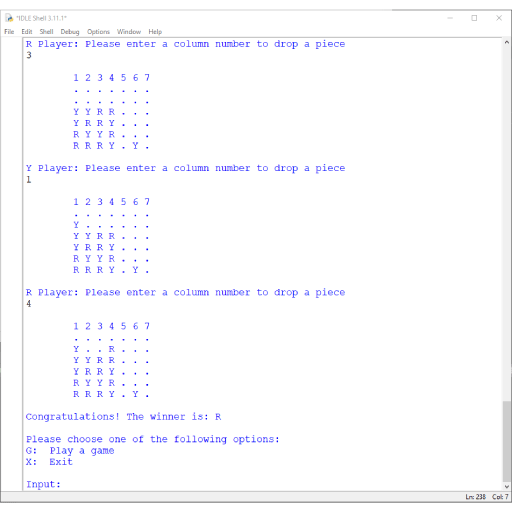 *IDLE Shell 3.11.1*
File Edit Shell Debug Options Window Help
R Player: Please enter a column number to drop a piece
3
1 2 3 4 5 6 7
. . . . . . .
. . . . . . .
Y Y R R . . .
Y R R Y . . .
R Y Y R . . .
R R R Y . Y .
Y Player: Please enter a column number to drop a piece
1
1 2 3 4 5 6 7
. . . . . . .
Y . . . . . .
Y Y R R . . .
Y R R Y . . .
R Y Y R . . .
R R R Y . Y .
R Player: Please enter a column number to drop a piece
4
1 2 3 4 5 6 7
. . . . . . .
Y . . R . . .
Y Y R R . . .
Y R R Y . . .
R Y Y R . . .
R R R Y . Y .
Congratulations! The winner is: R
Please choose one of the following options:
G: Play a game
X: Exit
Input:
Ln: 238 Col: 7